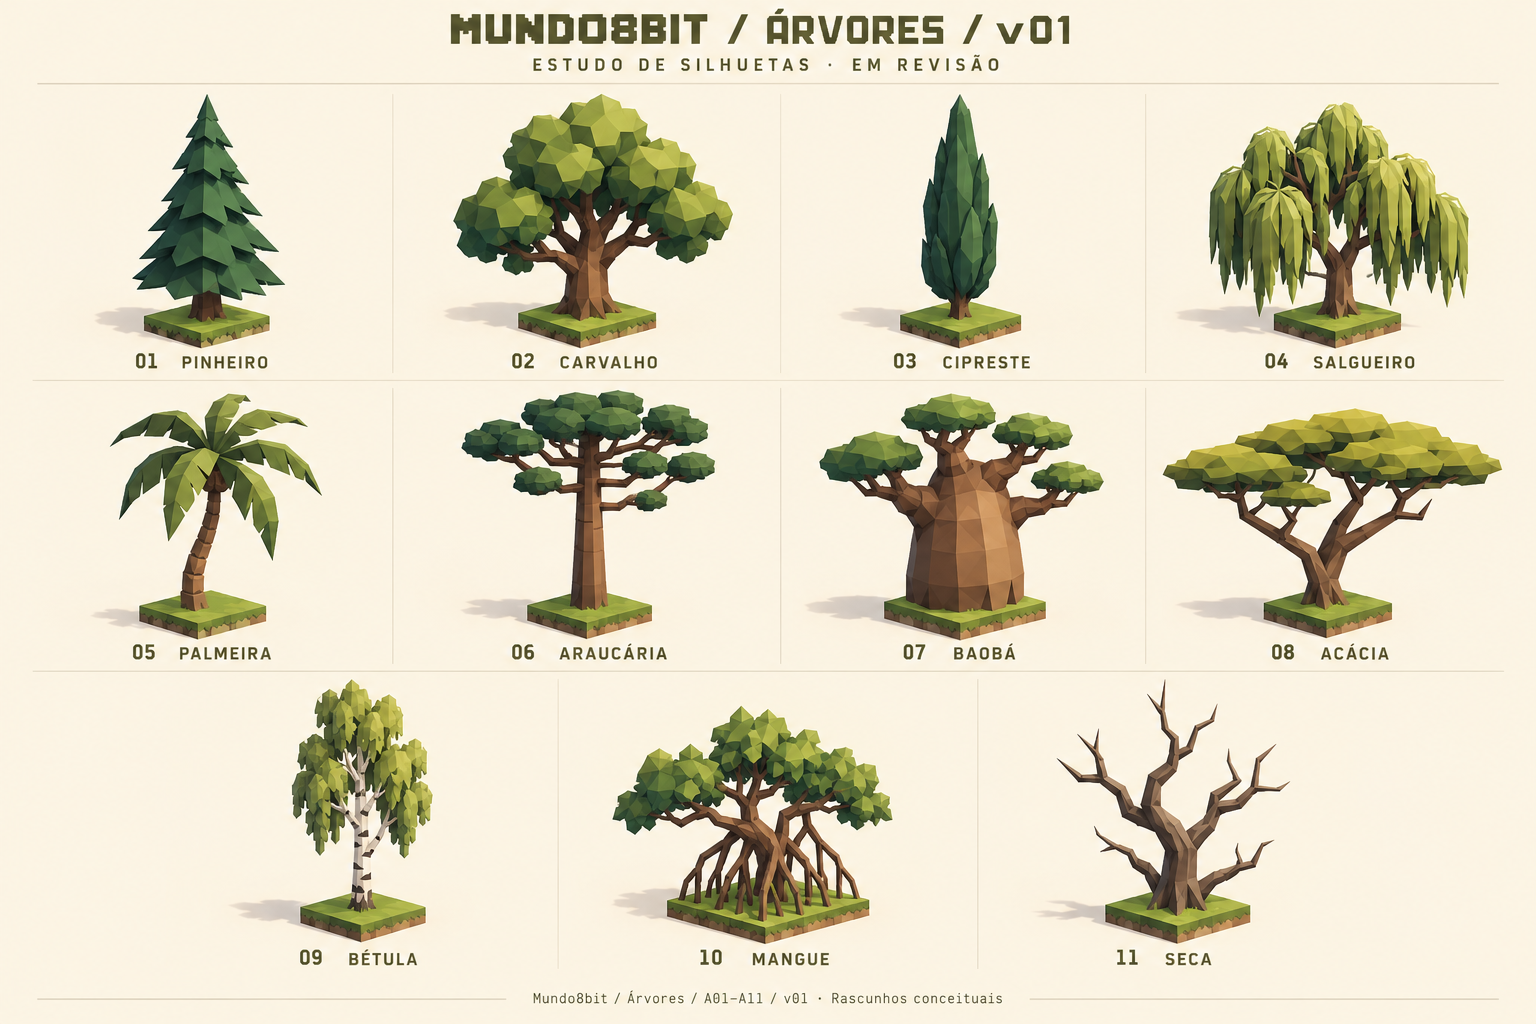 MUNDO8BIT / ÁRVORES / v01
ESTUDO DE SILHUETAS · EM REVISÃO
01 PINHEIRO
02 CARVALHO
03 CIPRESTE
04 SALGUEIRO
05 PALMEIRA
06 ARAUCÁRIA
07 BAOBÁ
08 ACÁCIA
09 BÉTULA
10 MANGUE
11 SECA
Mundo8bit / Árvores / A01–A11 / v01 · Rascunhos conceituais